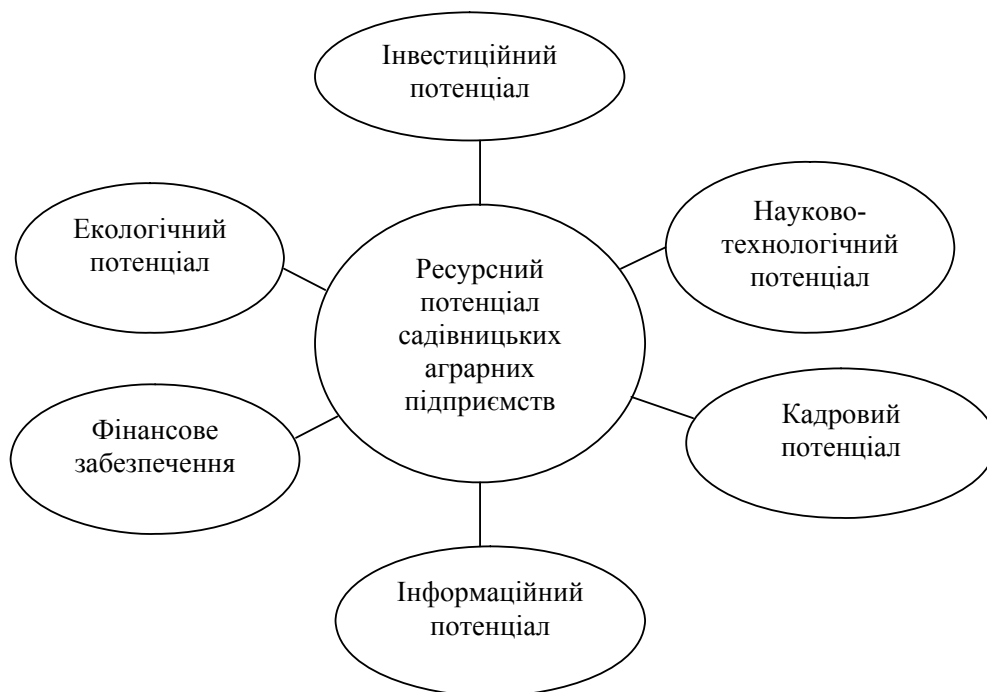 Інвестиційний
потенціал
Екологічний
потенціал
Науково-
технологічний
потенціал
Ресурсний
потенціал
садівницьких
аграрних
підприємств
Фінансове
забезпечення
Кадровий
потенціал
Інформаційний
потенціал